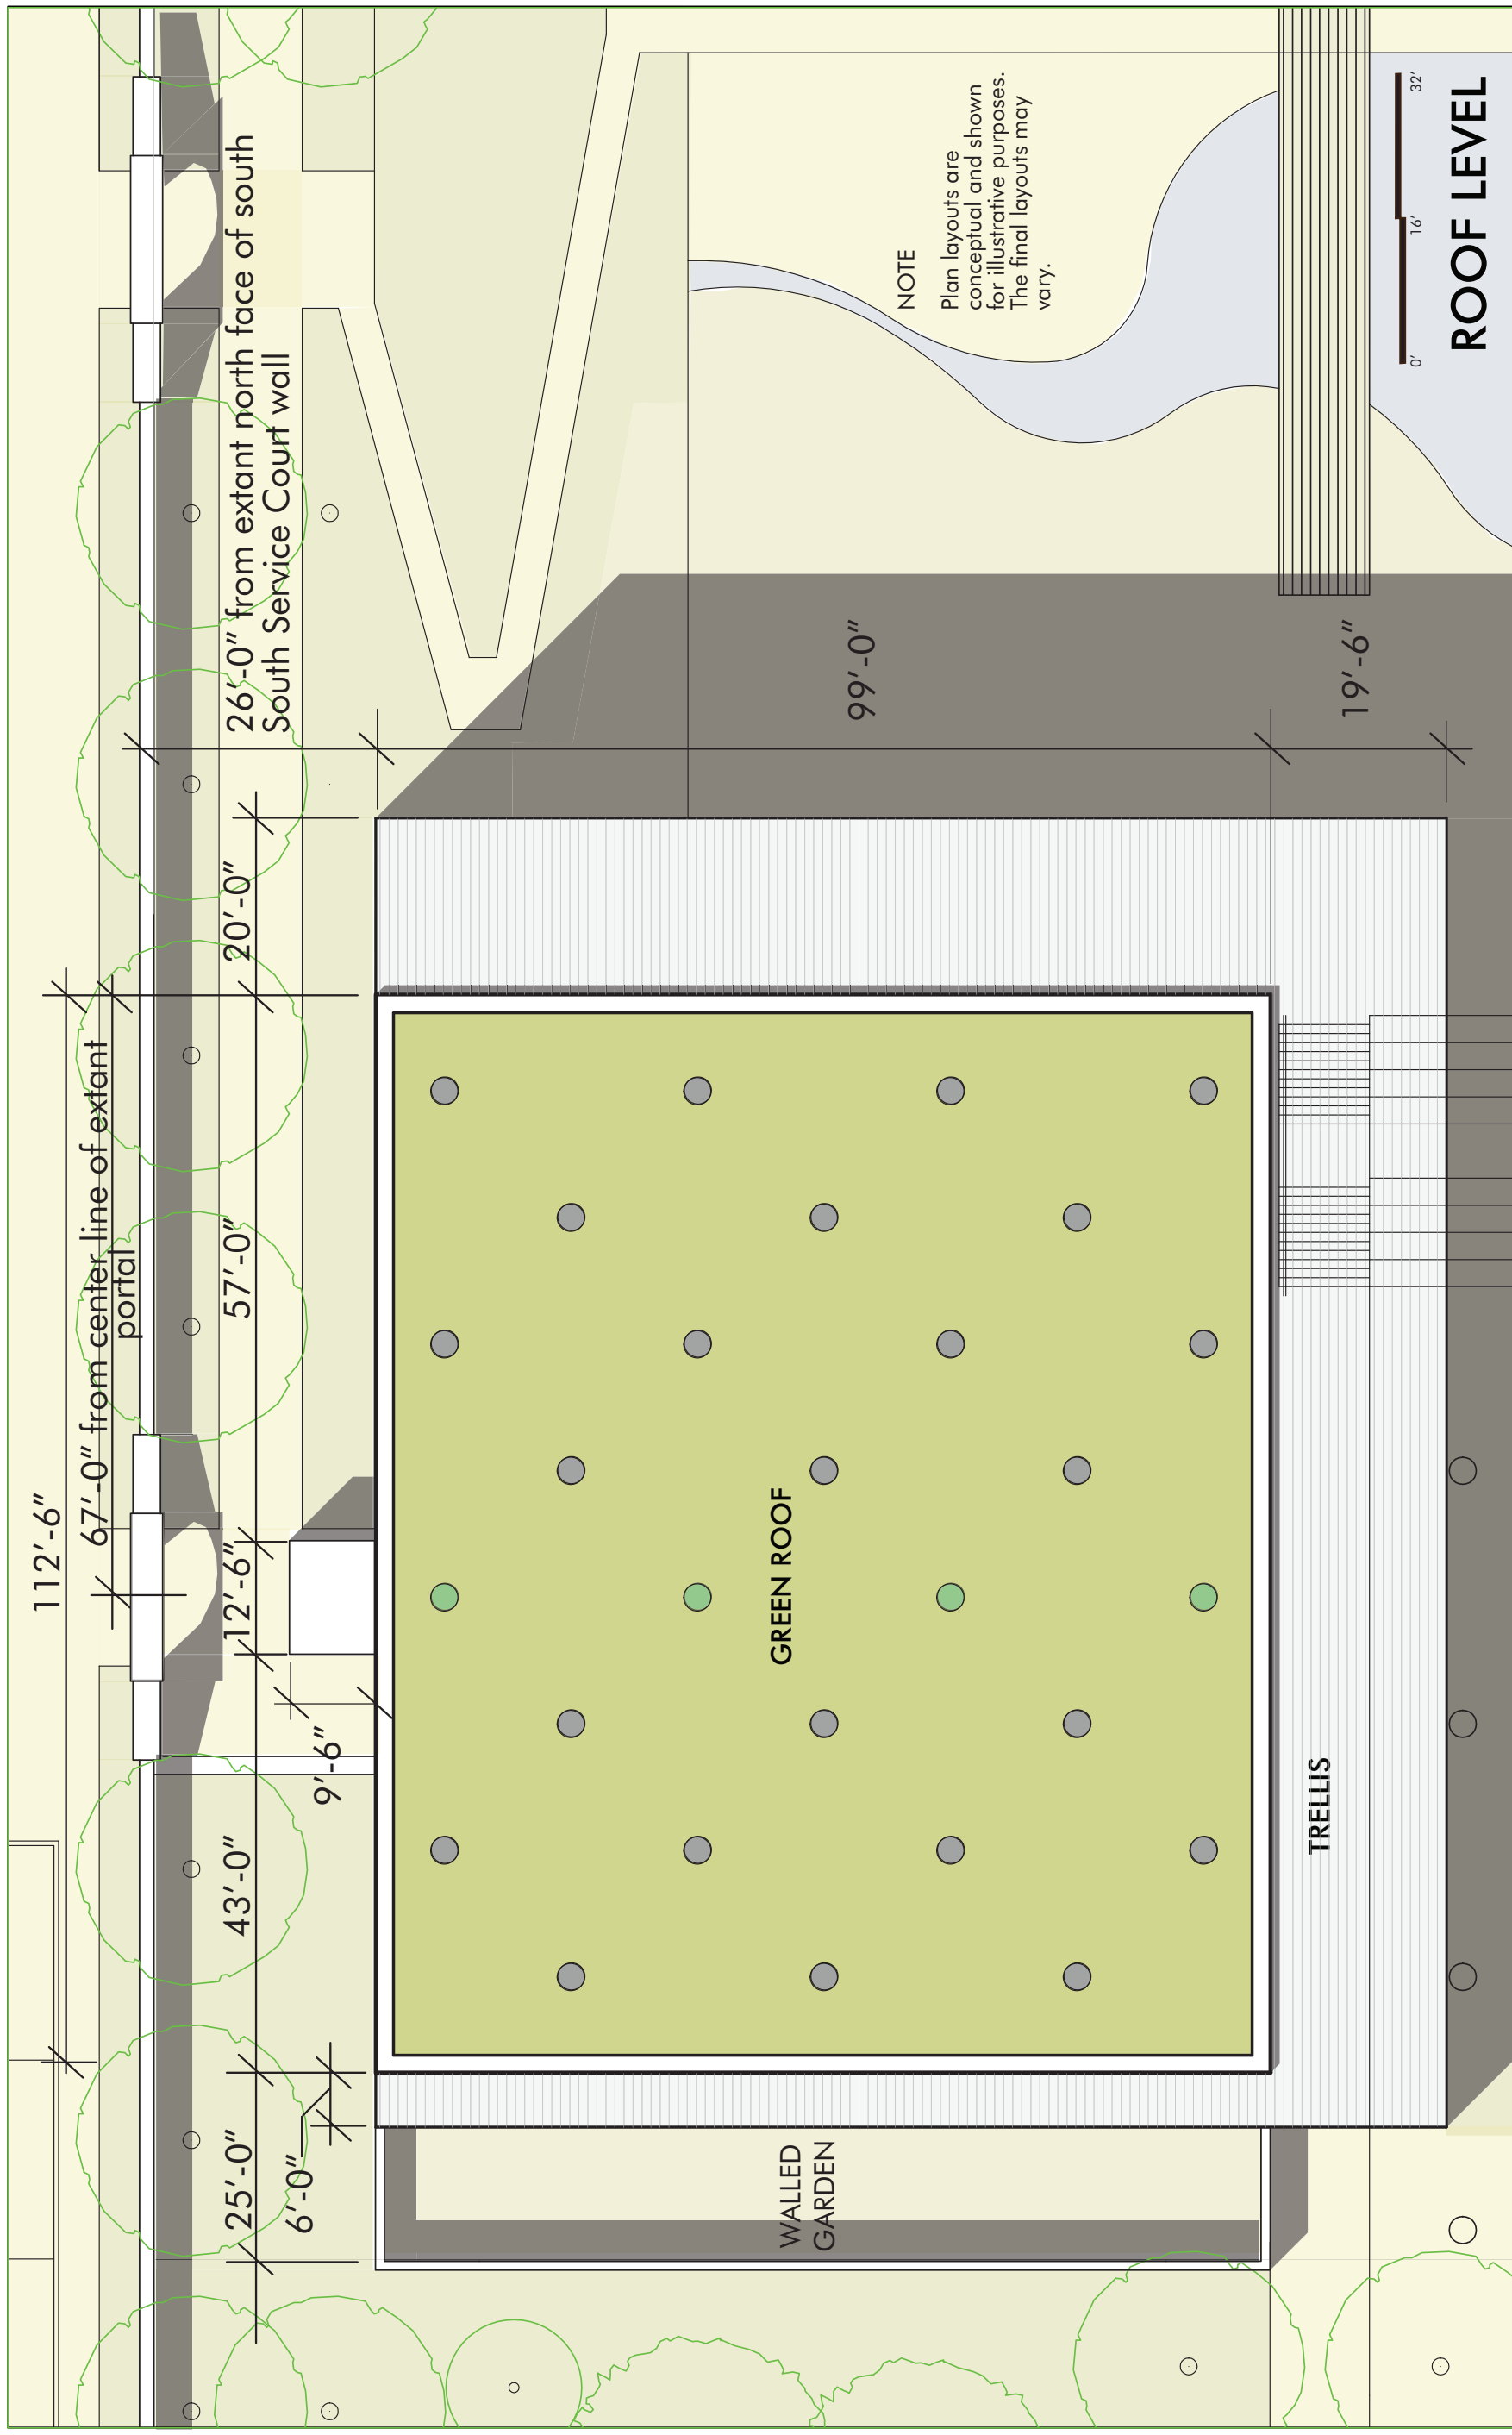 112’-6”
67’-0” from center line of extant
portal
26’-0” from extant north face of south
South Service Court wall
25’-0”
43’-0”
12’-6”
57’-0”
20’-0”
6’-0”
9’-6”
GREEN ROOF
WALLED
GARDEN
99’-0”
NOTE
Plan layouts are
conceptual and shown
for illustrative purposes.
The final layouts may
vary.
TRELLIS
19’-6”
0’ 16’ 32’
ROOF LEVEL